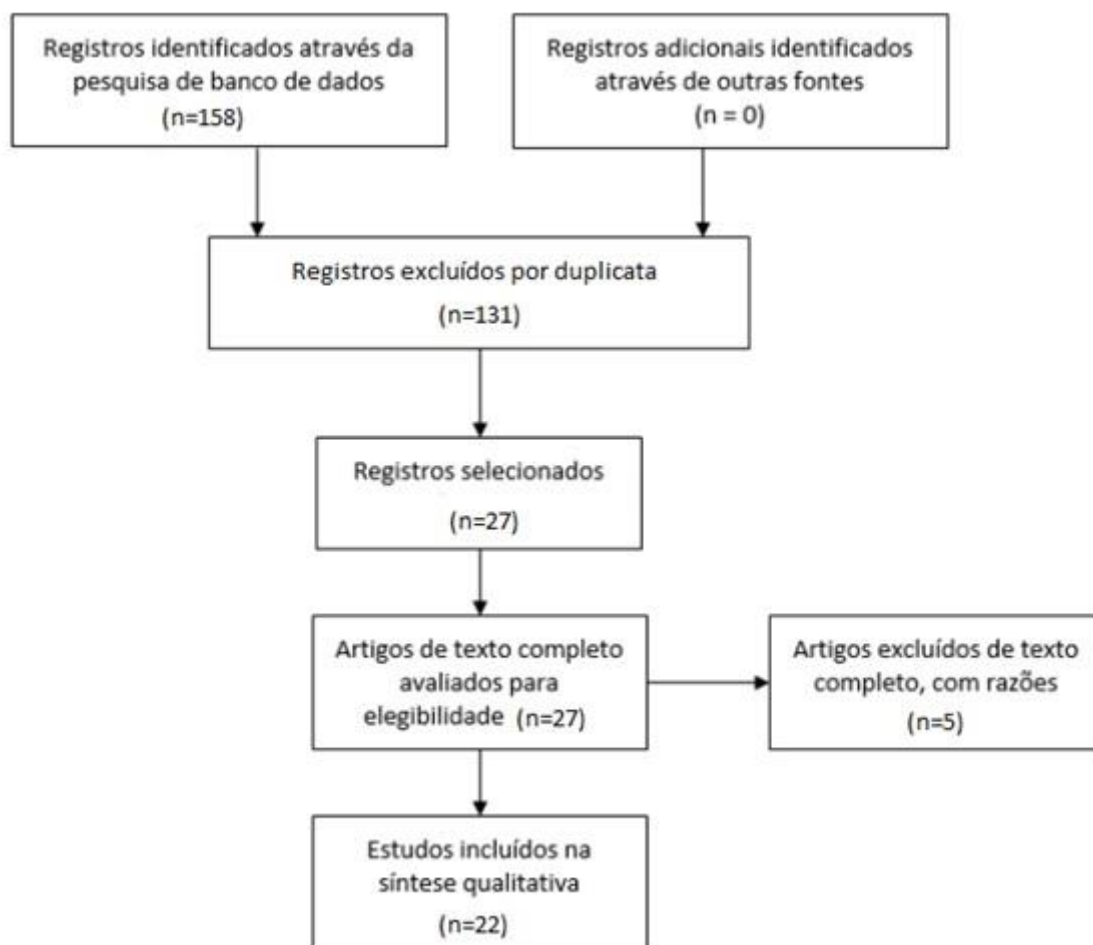 Registros identificados através da
pesquisa de banco de dados
(n=158)
Registros adicionais identificados
através de outras fontes
(n = 0)
Registros excluídos por duplicata
(n=131)
Registros selecionados
(n=27)
Artigos de texto completo
avaliados para
elegibilidade (n=27)
Artigos excluídos de texto
completo, com razões
(n=5)
Estudos incluídos na
síntese qualitativa
(n=22)